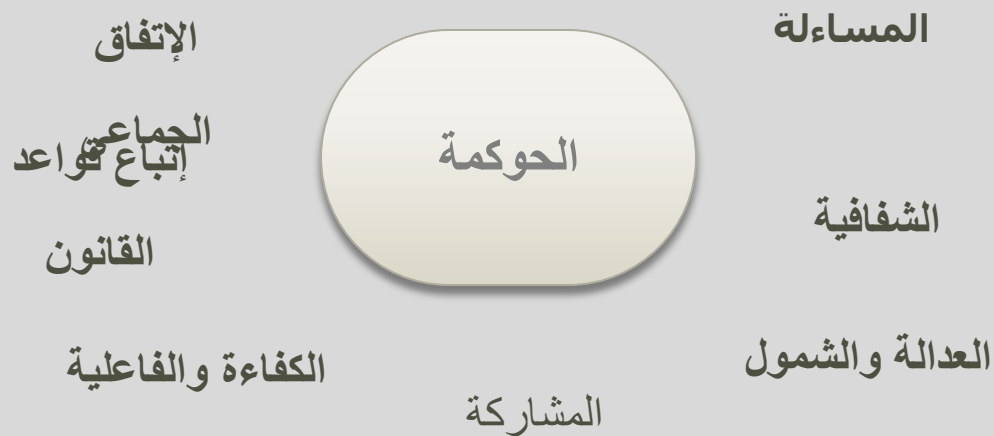 المساءلة
الإتفاق
الجماعي
إتباع قواعد
الحوكمة
الشفافية
القانون
العدالة والشمول
الكفاءة والفاعلية
المشاركة